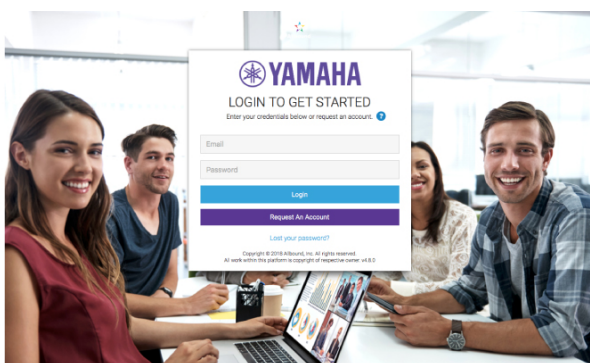 YAMAHA
LOGIN TO GET STARTED
Enter your credentials below or request an account. ?
Email
Password
Login
Request An Account
Lost your password?
Copyright © 2018 Allbound, Inc. All rights reserved.
All work within this platform is copyright of respective owner. v4.8.0